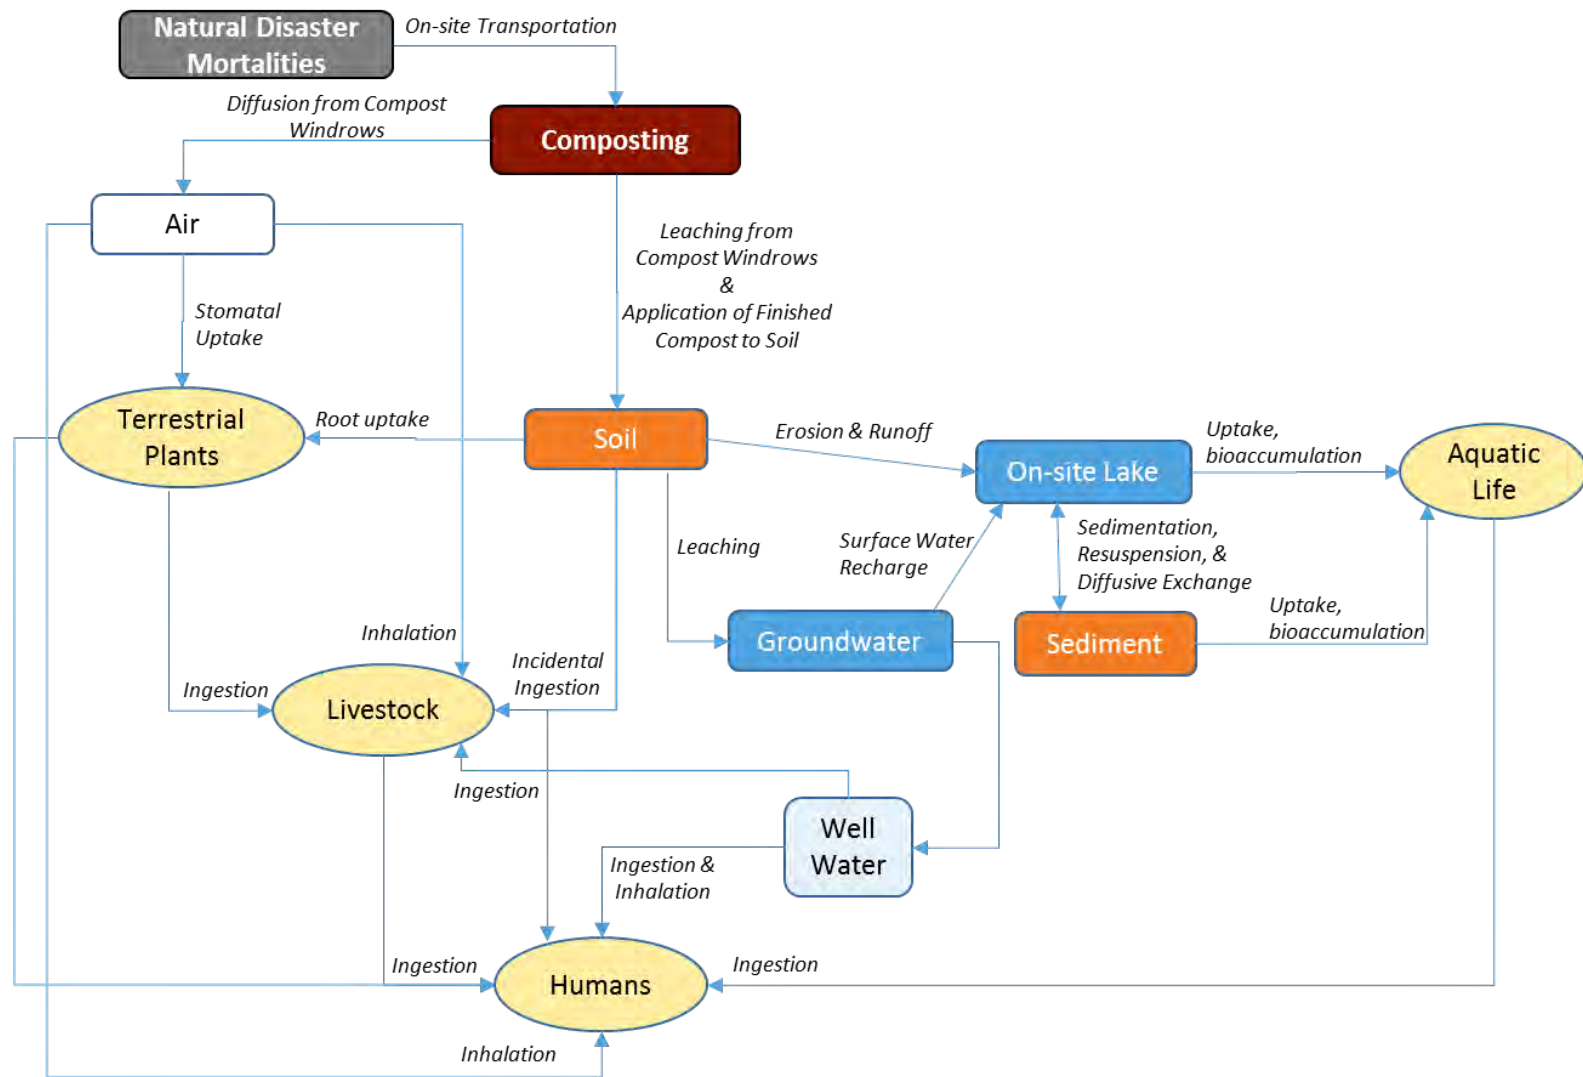 Natural Disaster
Mortalities
On-site Transportation
Diffusion from Compost
Windrows
Composting
Air
Leaching from
Compost Windrows
&
Application of Finished
Compost to Soil
Stomatal
Uptake
Terrestrial
Plants
Root uptake
Soil
Erosion & Runoff
On-site Lake
Uptake,
bioaccumulation
Aquatic
Life
Leaching
Surface Water
Recharge
Sedimentation,
Resuspension, &
Diffusive Exchange
Groundwater
Sediment
Uptake,
bioaccumulation
Inhalation
Incidental
Ingestion
Ingestion
Livestock
Ingestion
Well
Water
Ingestion &
Inhalation
Ingestion
Humans
Ingestion
Inhalation